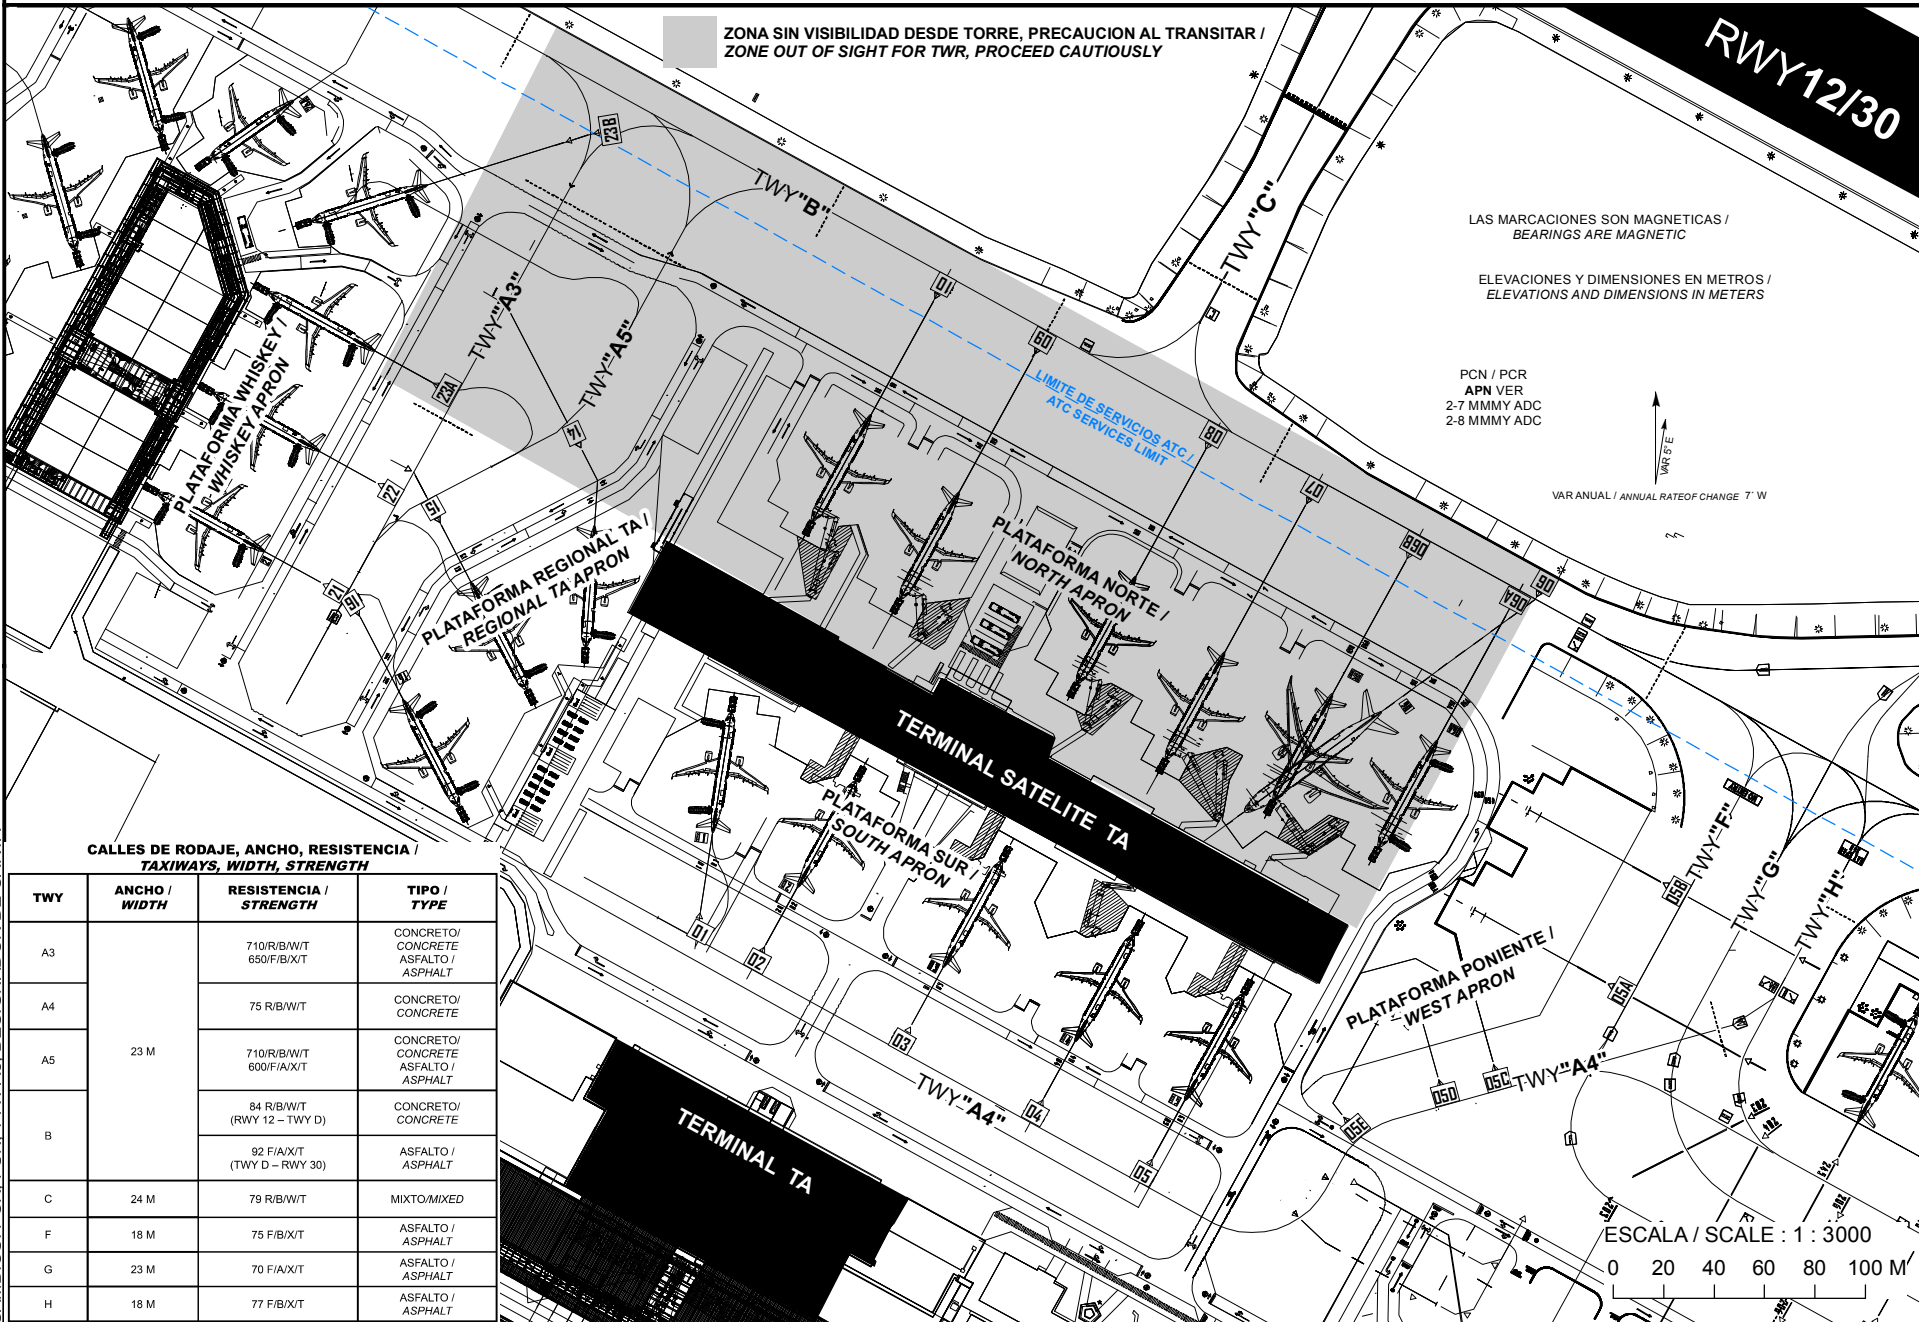 ZONA SIN VISIBILIDAD DESDE TORRE, PRECAUCION AL TRANSITAR /
ZONE OUT OF SIGHT FOR TWR, PROCEED CAUTIOUSLY
RWY12/30
LAS MARCACIONES SON MAGNETICAS /
BEARINGS ARE MAGNETIC
ELEVACIONES Y DIMENSIONES EN METROS /
ELEVATIONS AND DIMENSIONS IN METERS
PCN / PCR
APN VER
2-7 MMMY ADC
2-8 MMMY ADC
VAR 5° E
VAR ANUAL / ANNUAL RATEOF CHANGE 7' W
TWY"B"
TWY"C"
TWY"A3"
TWY"A5"
23B
23A
22
21
14
15
16
10
09
08
07
06B
06A
06
LIMITE DE SERVICIOS ATC /
ATC SERVICES LIMIT
PLATAFORMA WHISKEY /
WHISKEY APRON
PLATAFORMA REGIONAL TA /
REGIONAL TA APRON
PLATAFORMA NORTE /
NORTH APRON
TERMINAL SATELITE TA
PLATAFORMA SUR /
SOUTH APRON
PLATAFORMA PONIENTE /
WEST APRON
TWY"F"
TWY"G"
TWY"H"
05B
05A
05C
05D
05E
01
02
03
04
05
TWY"A4"
TWY"A4"
TERMINAL TA
CALLES DE RODAJE, ANCHO, RESISTENCIA /
TAXIWAYS, WIDTH, STRENGTH
TWY ANCHO / WIDTH RESISTENCIA / STRENGTH TIPO / TYPE
A3 23 M 710/R/B/W/T 650/F/B/X/T CONCRETO/ CONCRETE ASFALTO / ASPHALT
A4 75 R/B/W/T CONCRETO/ CONCRETE
A5 710/R/B/W/T 600/F/A/X/T CONCRETO/ CONCRETE ASFALTO / ASPHALT
B 84 R/B/W/T (RWY 12 – TWY D) CONCRETO/ CONCRETE
92 F/A/X/T (TWY D – RWY 30) ASFALTO / ASPHALT
C 24 M 79 R/B/W/T MIXTO/MIXED
F 18 M 75 F/B/X/T ASFALTO / ASPHALT
G 23 M 70 F/A/X/T ASFALTO / ASPHALT
H 18 M 77 F/B/X/T ASFALTO / ASPHALT
ESCALA / SCALE : 1 : 3000
0 20 40 60 80 100 M